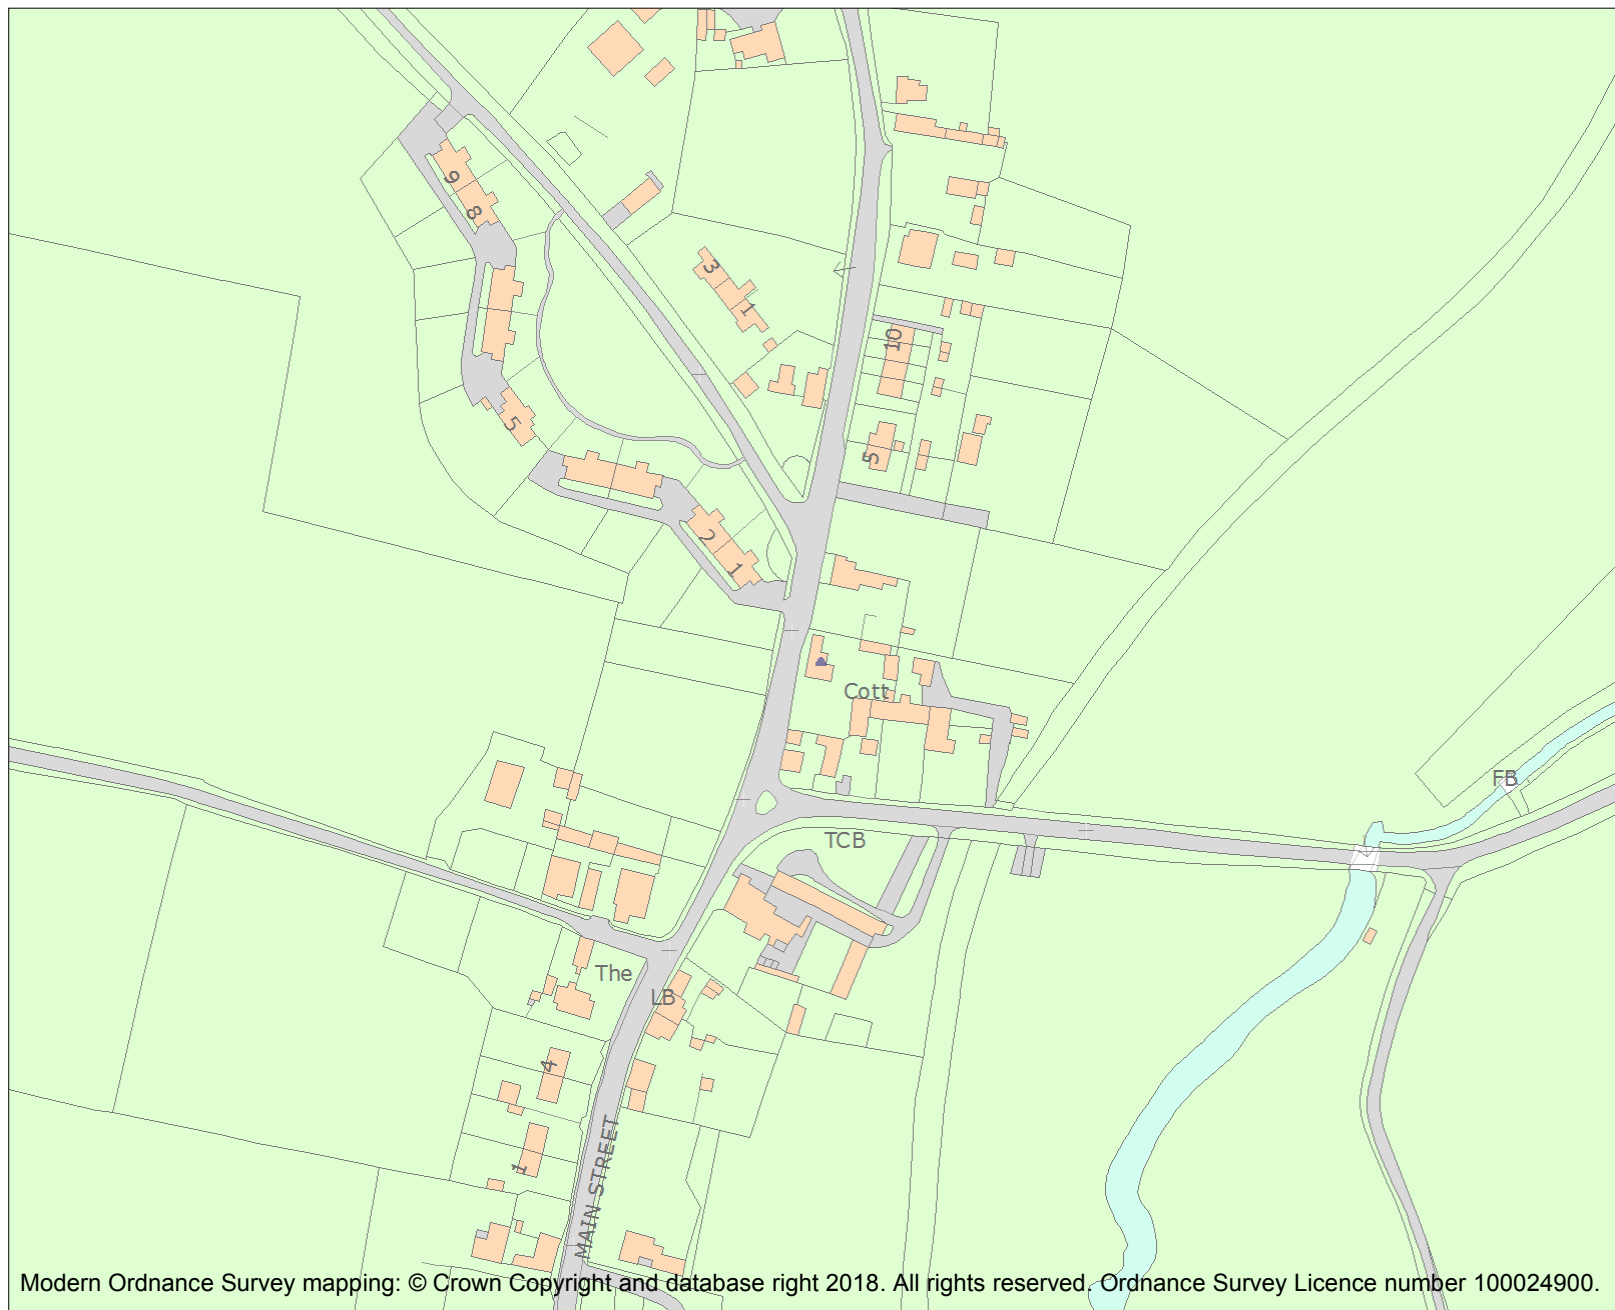 9
8
3
1
10
5
5
2
1
Cott
FB
TCB
The
LB
4
1
MAIN STREET
Modern Ordnance Survey mapping: © Crown Copyright and database right 2018. All rights reserved. Ordnance Survey Licence number 100024900.